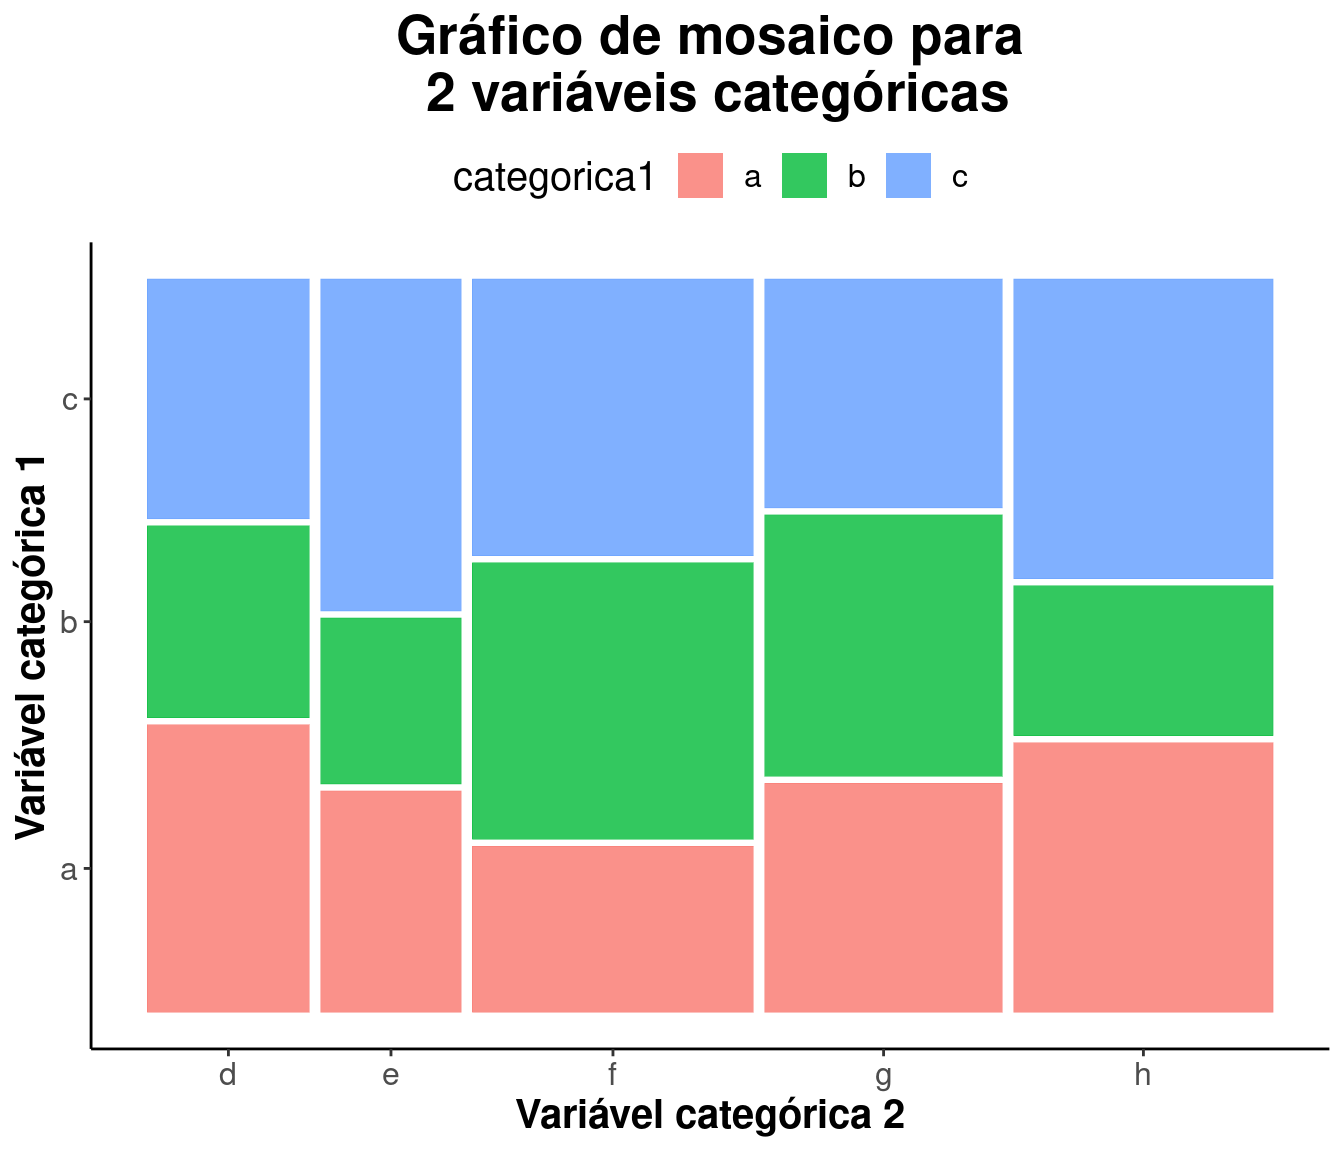 Gráfico de mosaico para
2 variáveis categóricas
categorica1 a b c
Variável categórica 1
c
b
a
d e f g h
Variável categórica 2